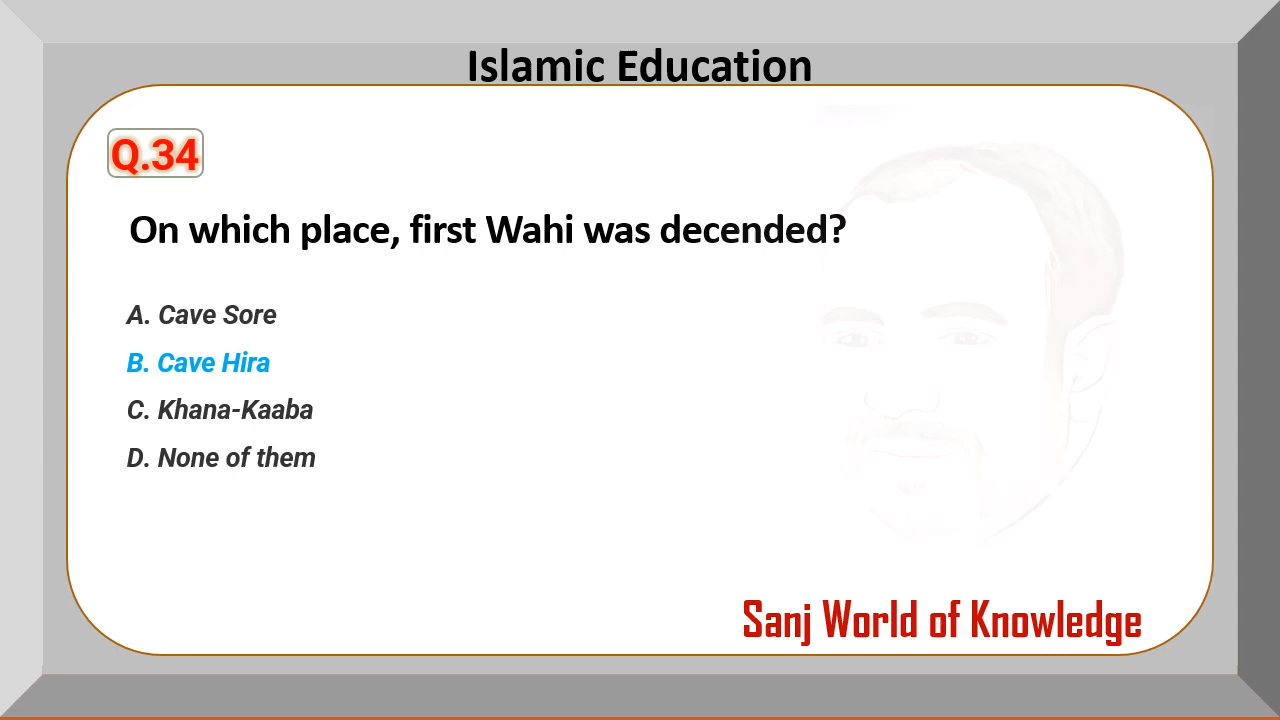 Islamic Education
Q.34
On which place, first Wahi was decended?
A. Cave Sore
B. Cave Hira
C. Khana-Kaaba
D. None of them
Sanj World of Knowledge